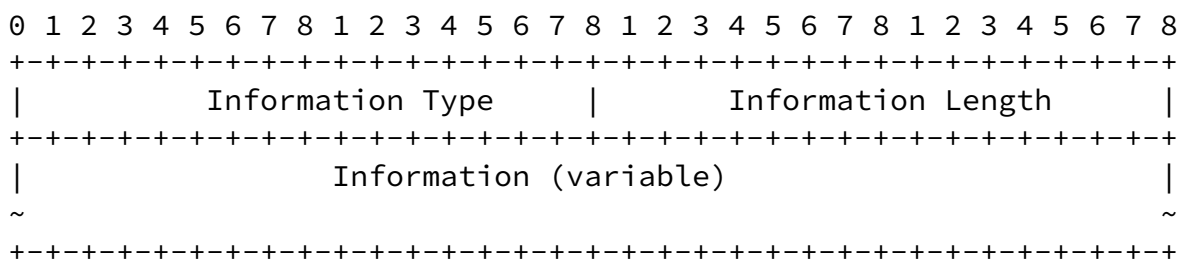 0 1 2 3 4 5 6 7 8 1 2 3 4 5 6 7 8 1 2 3 4 5 6 7 8 1 2 3 4 5 6 7 8
+-+-+-+-+-+-+-+-+-+-+-+-+-+-+-+-+-+-+-+-+-+-+-+-+-+-+-+-+-+-+-+-+
|          Information Type     |       Information Length      |
+-+-+-+-+-+-+-+-+-+-+-+-+-+-+-+-+-+-+-+-+-+-+-+-+-+-+-+-+-+-+-+-+
|                 Information (variable)                        |
~                                                               ~
+-+-+-+-+-+-+-+-+-+-+-+-+-+-+-+-+-+-+-+-+-+-+-+-+-+-+-+-+-+-+-+-+